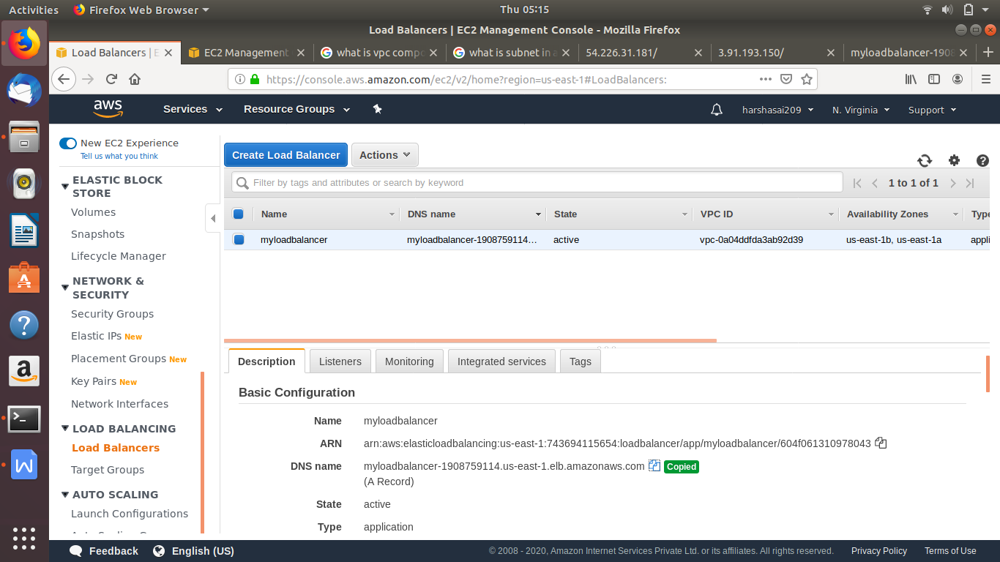 Activities Firefox Web Browser Thu 05:15
Load Balancers | EC2 Management Console - Mozilla Firefox
Load Balancers | E EC2 Management what is vpc comp what is subnet in a 54.226.31.181/ 3.91.193.150/ myloadbalancer-1908
https://console.aws.amazon.com/ec2/v2/home?region=us-east-1#LoadBalancers:
aws Services Resource Groups harshasai209 N. Virginia Support
New EC2 Experience
Tell us what you think
ELASTIC BLOCK
STORE
Volumes
Snapshots
Lifecycle Manager
NETWORK &
SECURITY
Security Groups
Elastic IPs New
Placement Groups New
Key Pairs New
Network Interfaces
LOAD BALANCING
Load Balancers
Target Groups
AUTO SCALING
Launch Configurations
Create Load Balancer Actions
Filter by tags and attributes or search by keyword 1 to 1 of 1
Name DNS name State VPC ID Availability Zones Type
myloadbalancer myloadbalancer-1908759114... active vpc-0a04ddfda3ab92d39 us-east-1b, us-east-1a appli
Description Listeners Monitoring Integrated services Tags
Basic Configuration
Name myloadbalancer
ARN arn:aws:elasticloadbalancing:us-east-1:743694115654:loadbalancer/app/myloadbalancer/604f061310978043
DNS name myloadbalancer-1908759114.us-east-1.elb.amazonaws.com Copied
(A Record)
State active
Type application
Feedback English (US) © 2008 - 2020, Amazon Internet Services Private Ltd. or its affiliates. All rights reserved. Privacy Policy Terms of Use